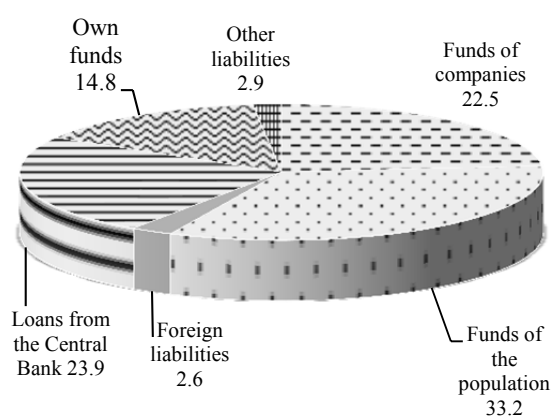 Own
funds
14.8
Other
liabilities
2.9
Funds of
companies
22.5
Loans from
the Central
Bank 23.9
Foreign
liabilities
2.6
Funds of
the
population
33.2